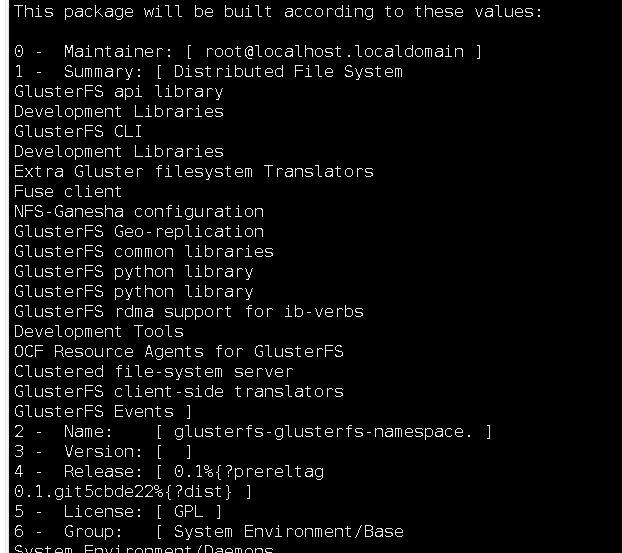 This package will be built according to these values:
0 -  Maintainer: [ root@localhost.localdomain ]
1 -  Summary: [ Distributed File System
GlusterFS api library
Development Libraries
GlusterFS CLI
Development Libraries
Extra Gluster filesystem Translators
Fuse client
NFS-Ganesha configuration
GlusterFS Geo-replication
GlusterFS common libraries
GlusterFS python library
GlusterFS python library
GlusterFS rdma support for ib-verbs
Development Tools
OCF Resource Agents for GlusterFS
Clustered file-system server
GlusterFS client-side translators
GlusterFS Events ]
2 -  Name:    [ glusterfs-glusterfs-namespace. ]
3 -  Version: [  ]
4 -  Release: [ 0.1%{?prereltag
0.1.git5cbde22%{?dist} ]
5 -  License: [ GPL ]
6 -  Group:   [ System Environment/Base
System Environment/Daemons